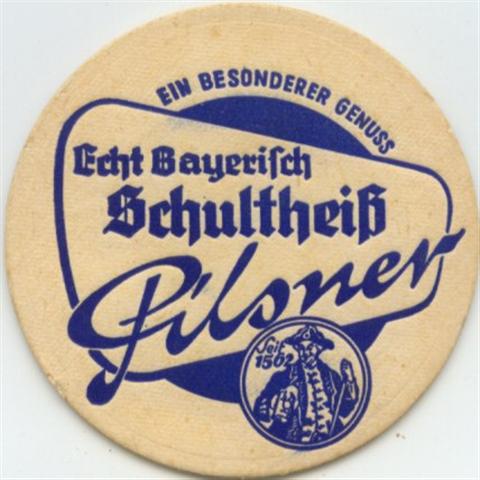 EIN BESONDERER GENUSS
Echt Bayeriſch
Schultheiß
Pilsner
Seit
1562